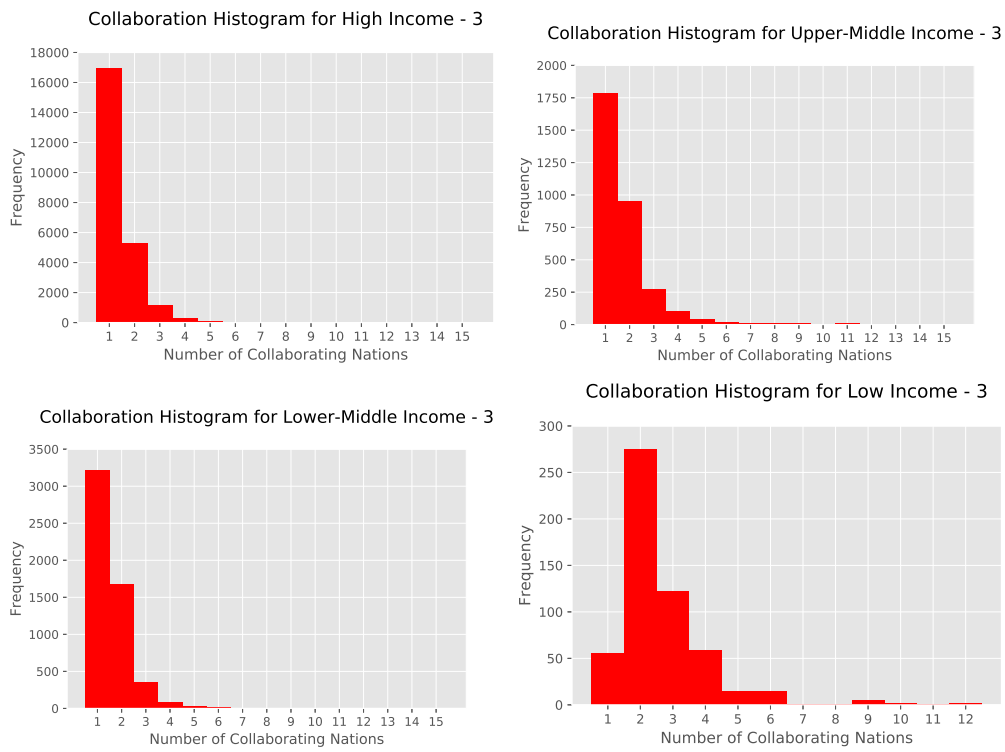 Collaboration Histogram for High Income - 3
18000
16000
14000
12000
10000
8000
6000
4000
2000
0
Frequency
1 2 3 4 5 6 7 8 9 10 11 12 13 14 15
Number of Collaborating Nations
Collaboration Histogram for Upper-Middle Income - 3
2000
1750
1500
1250
1000
750
500
250
0
Frequency
1 2 3 4 5 6 7 8 9 10 11 12 13 14 15
Number of Collaborating Nations
Collaboration Histogram for Lower-Middle Income - 3
3500
3000
2500
2000
1500
1000
500
0
Frequency
1 2 3 4 5 6 7 8 9 10 11 12 13 14 15
Number of Collaborating Nations
Collaboration Histogram for Low Income - 3
300
250
200
150
100
50
0
Frequency
1 2 3 4 5 6 7 8 9 10 11 12
Number of Collaborating Nations